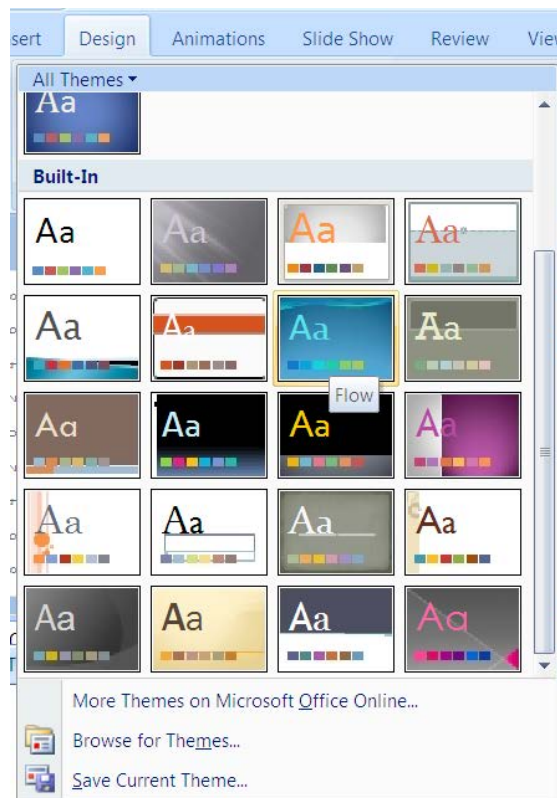 sert Design Animations Slide Show Review Vie
All Themes
Aa
Built-In
Aa Aa Aa Aa
Aa Aa Aa Aa
Flow
Aa Aa Aa Aa
Aa Aa Aa Aa
Aa Aa Aa Aa
More Themes on Microsoft Office Online...
Browse for Themes...
Save Current Theme...